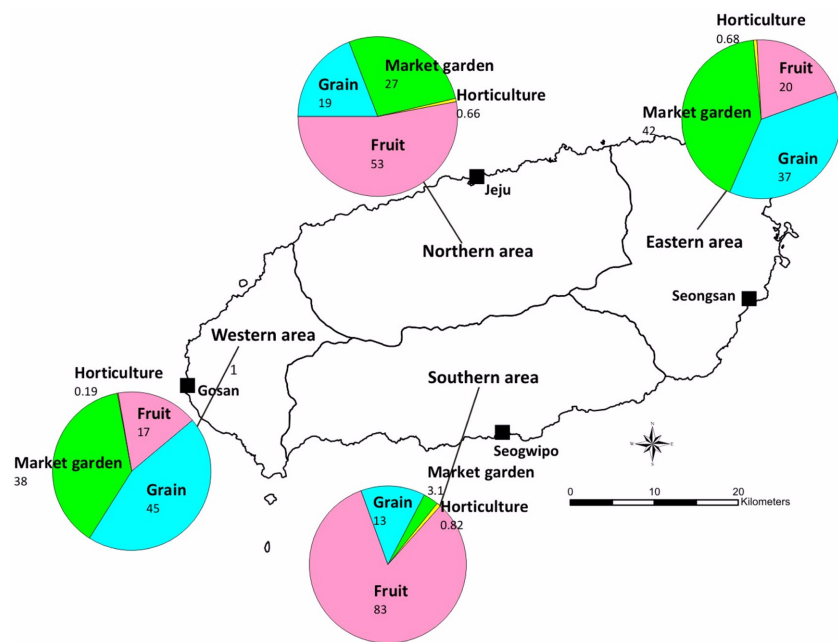 Horticulture
0.68
Market garden
27
Fruit
20
Grain
19
Horticulture
0.66
Market garden
42
Fruit
53
Grain
37
Jeju
Northern area
Eastern area
Seongsan
Western area
1
Horticulture
0.19
Gosan
Southern area
Fruit
17
Seogwipo
Market garden
38
Grain
45
Market garden
3.1
Grain
13
Horticulture
0.82
0 10 20
Kilometers
Fruit
83